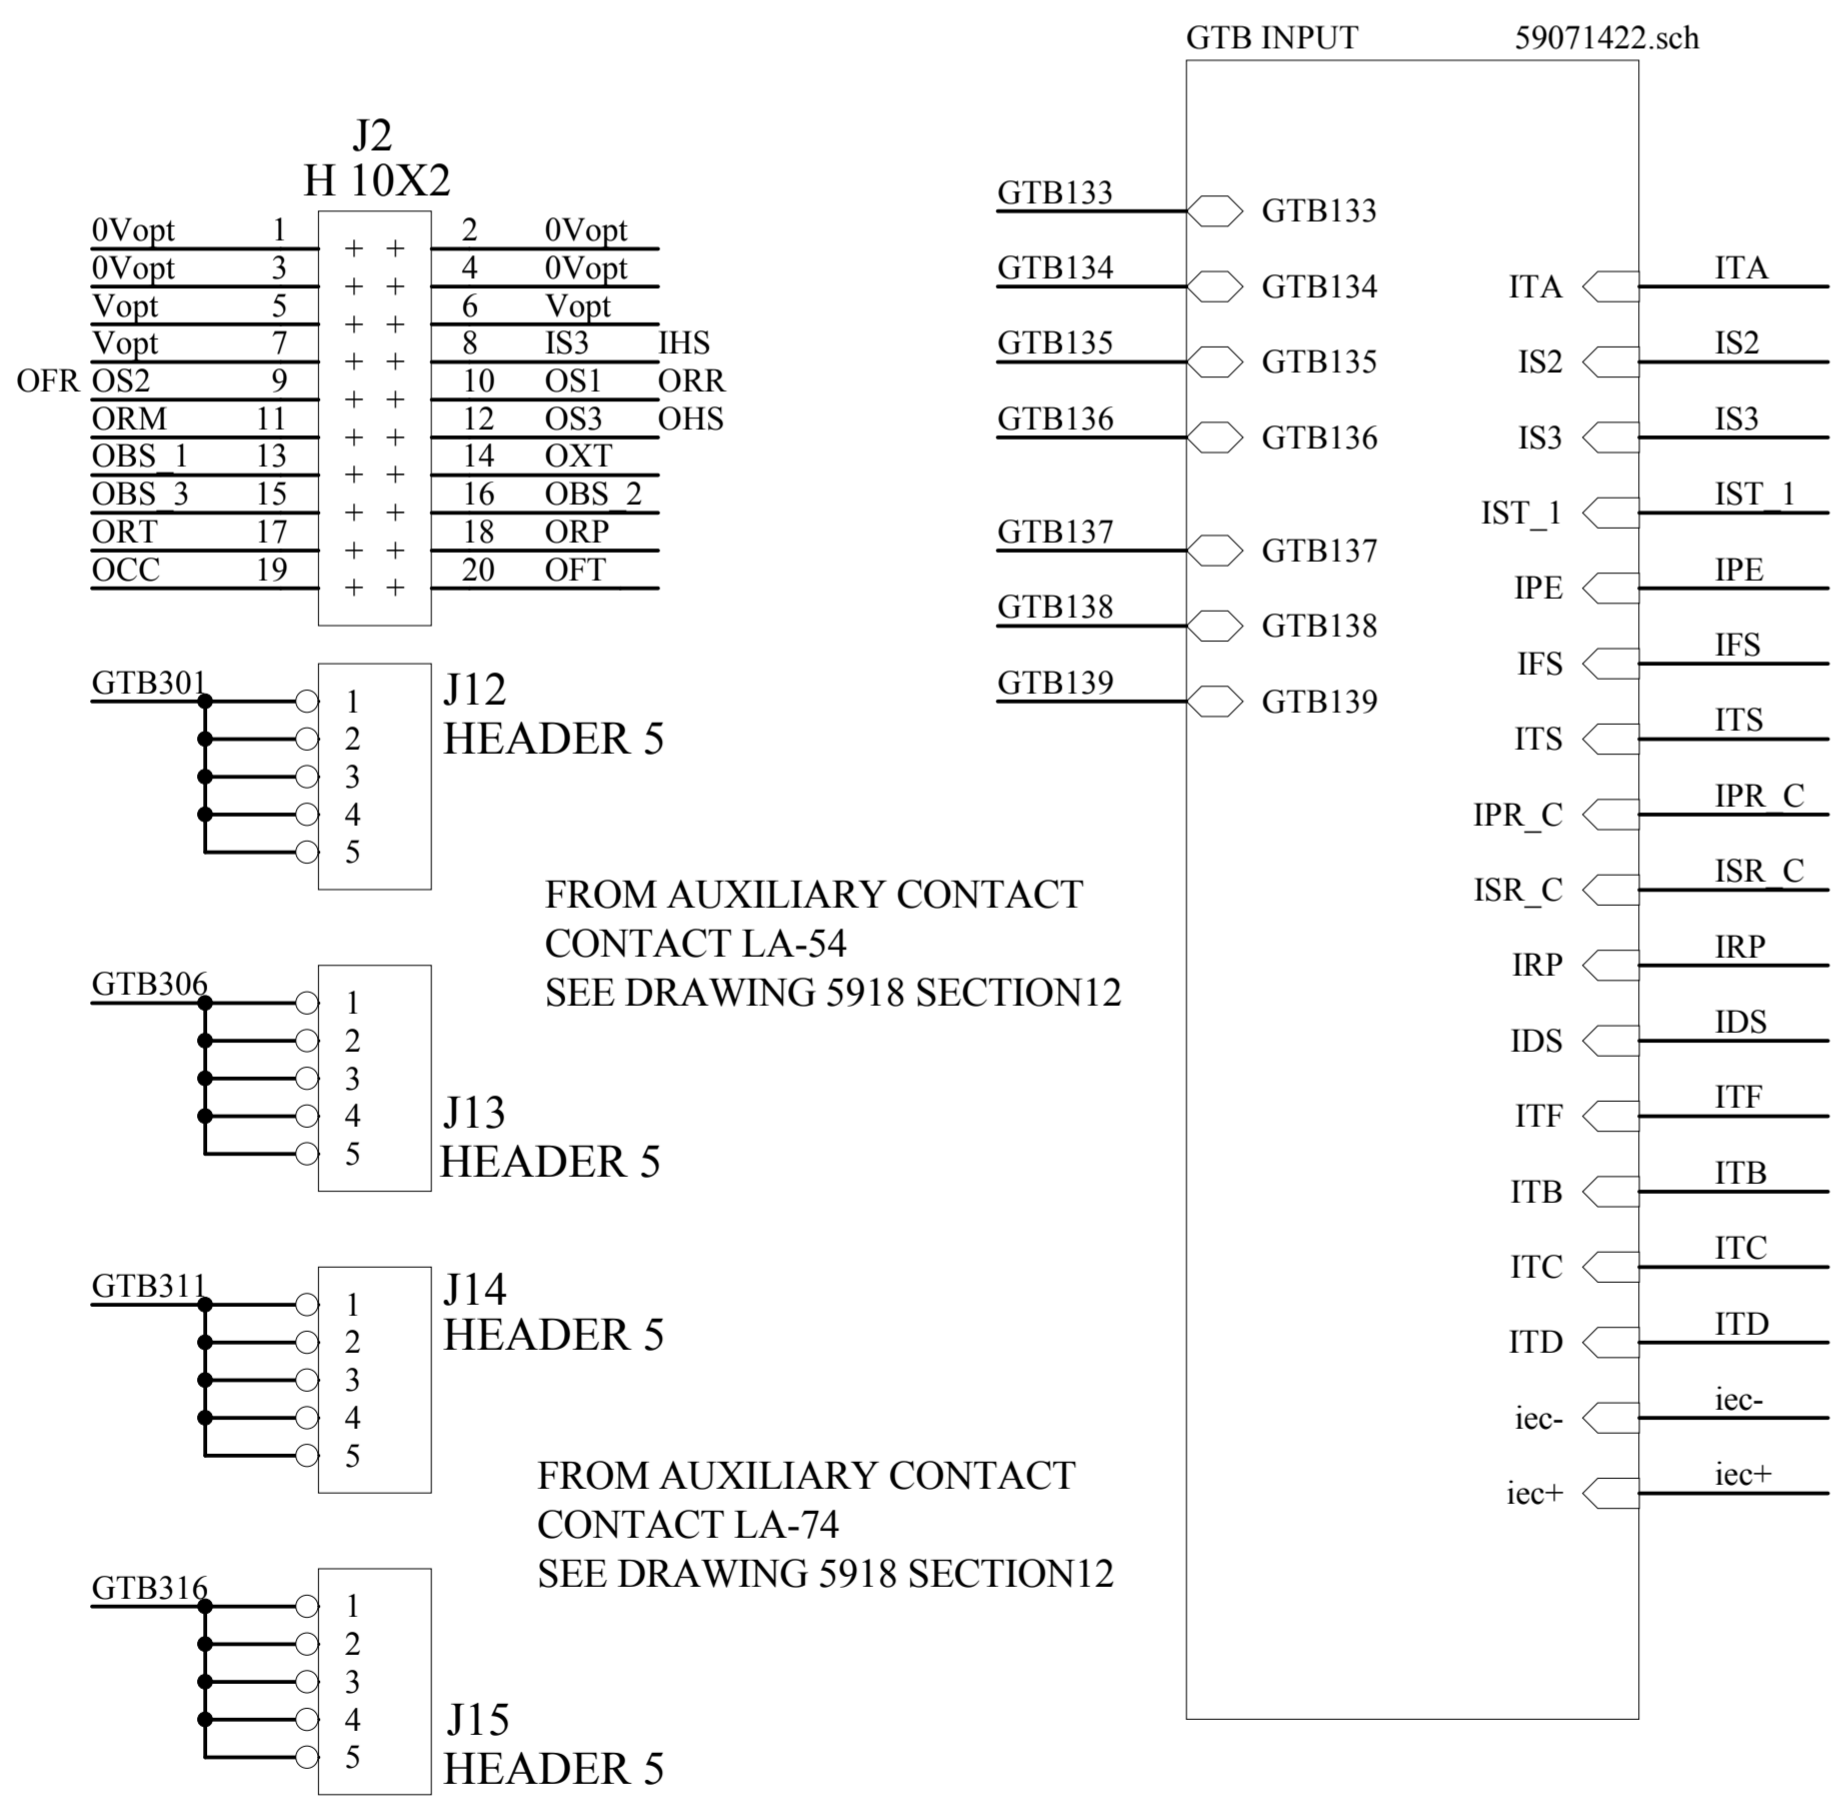 GTB INPUT 59071422.sch
J2
H 10X2
0Vopt 1 2 0Vopt
0Vopt 3 4 0Vopt
Vopt 5 6 Vopt
Vopt 7 8 IS3 IHS
OFR OS2 9 10 OS1 ORR
ORM 11 12 OS3 OHS
OBS_1 13 14 OXT
OBS_3 15 16 OBS_2
ORT 17 18 ORP
OCC 19 20 OFT
GTB301
1
2
3
4
5
J12
HEADER 5
FROM AUXILIARY CONTACT
CONTACT LA-54
SEE DRAWING 5918 SECTION12
GTB306
1
2
3
4
5
J13
HEADER 5
GTB311
1
2
3
4
5
J14
HEADER 5
FROM AUXILIARY CONTACT
CONTACT LA-74
SEE DRAWING 5918 SECTION12
GTB316
1
2
3
4
5
J15
HEADER 5
GTB133 GTB133
GTB134 GTB134
GTB135 GTB135
GTB136 GTB136
GTB137 GTB137
GTB138 GTB138
GTB139 GTB139
ITA ITA
IS2 IS2
IS3 IS3
IST_1 IST_1
IPE IPE
IFS IFS
ITS ITS
IPR_C IPR_C
ISR_C ISR_C
IRP IRP
IDS IDS
ITF ITF
ITB ITB
ITC ITC
ITD ITD
iec- iec-
iec+ iec+